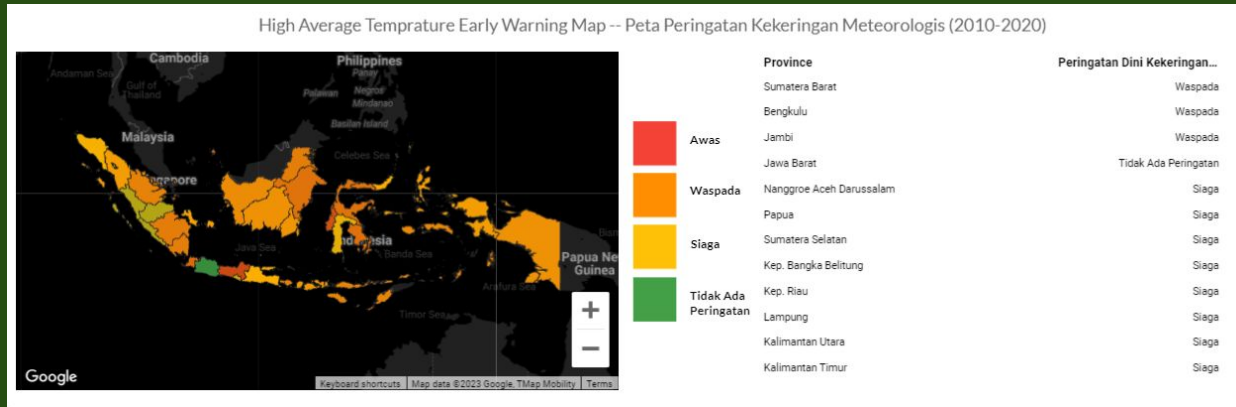 High Average Temprature Early Warning Map -- Peta Peringatan Kekeringan Meteorologis (2010-2020)
Cambodia
Philippines
Andaman Sea
Gulf of
Thailand
Panay
Palawan
Negros
Mindanao
Basilan Island
Malaysia
Celebes Sea
Java Sea
Banda Sea
Papua Ne
Guinea
Arafura Sea
Timor Sea
+
−
Google
Keyboard shortcuts
Map data ©2023 Google, TMap Mobility
Terms
Awas
Waspada
Siaga
Tidak Ada
Peringatan
Province Peringatan Dini Kekeringan...
Sumatera Barat Waspada
Bengkulu Waspada
Jambi Waspada
Jawa Barat Tidak Ada Peringatan
Nanggroe Aceh Darussalam Siaga
Papua Siaga
Sumatera Selatan Siaga
Kep. Bangka Belitung Siaga
Kep. Riau Siaga
Lampung Siaga
Kalimantan Utara Siaga
Kalimantan Timur Siaga